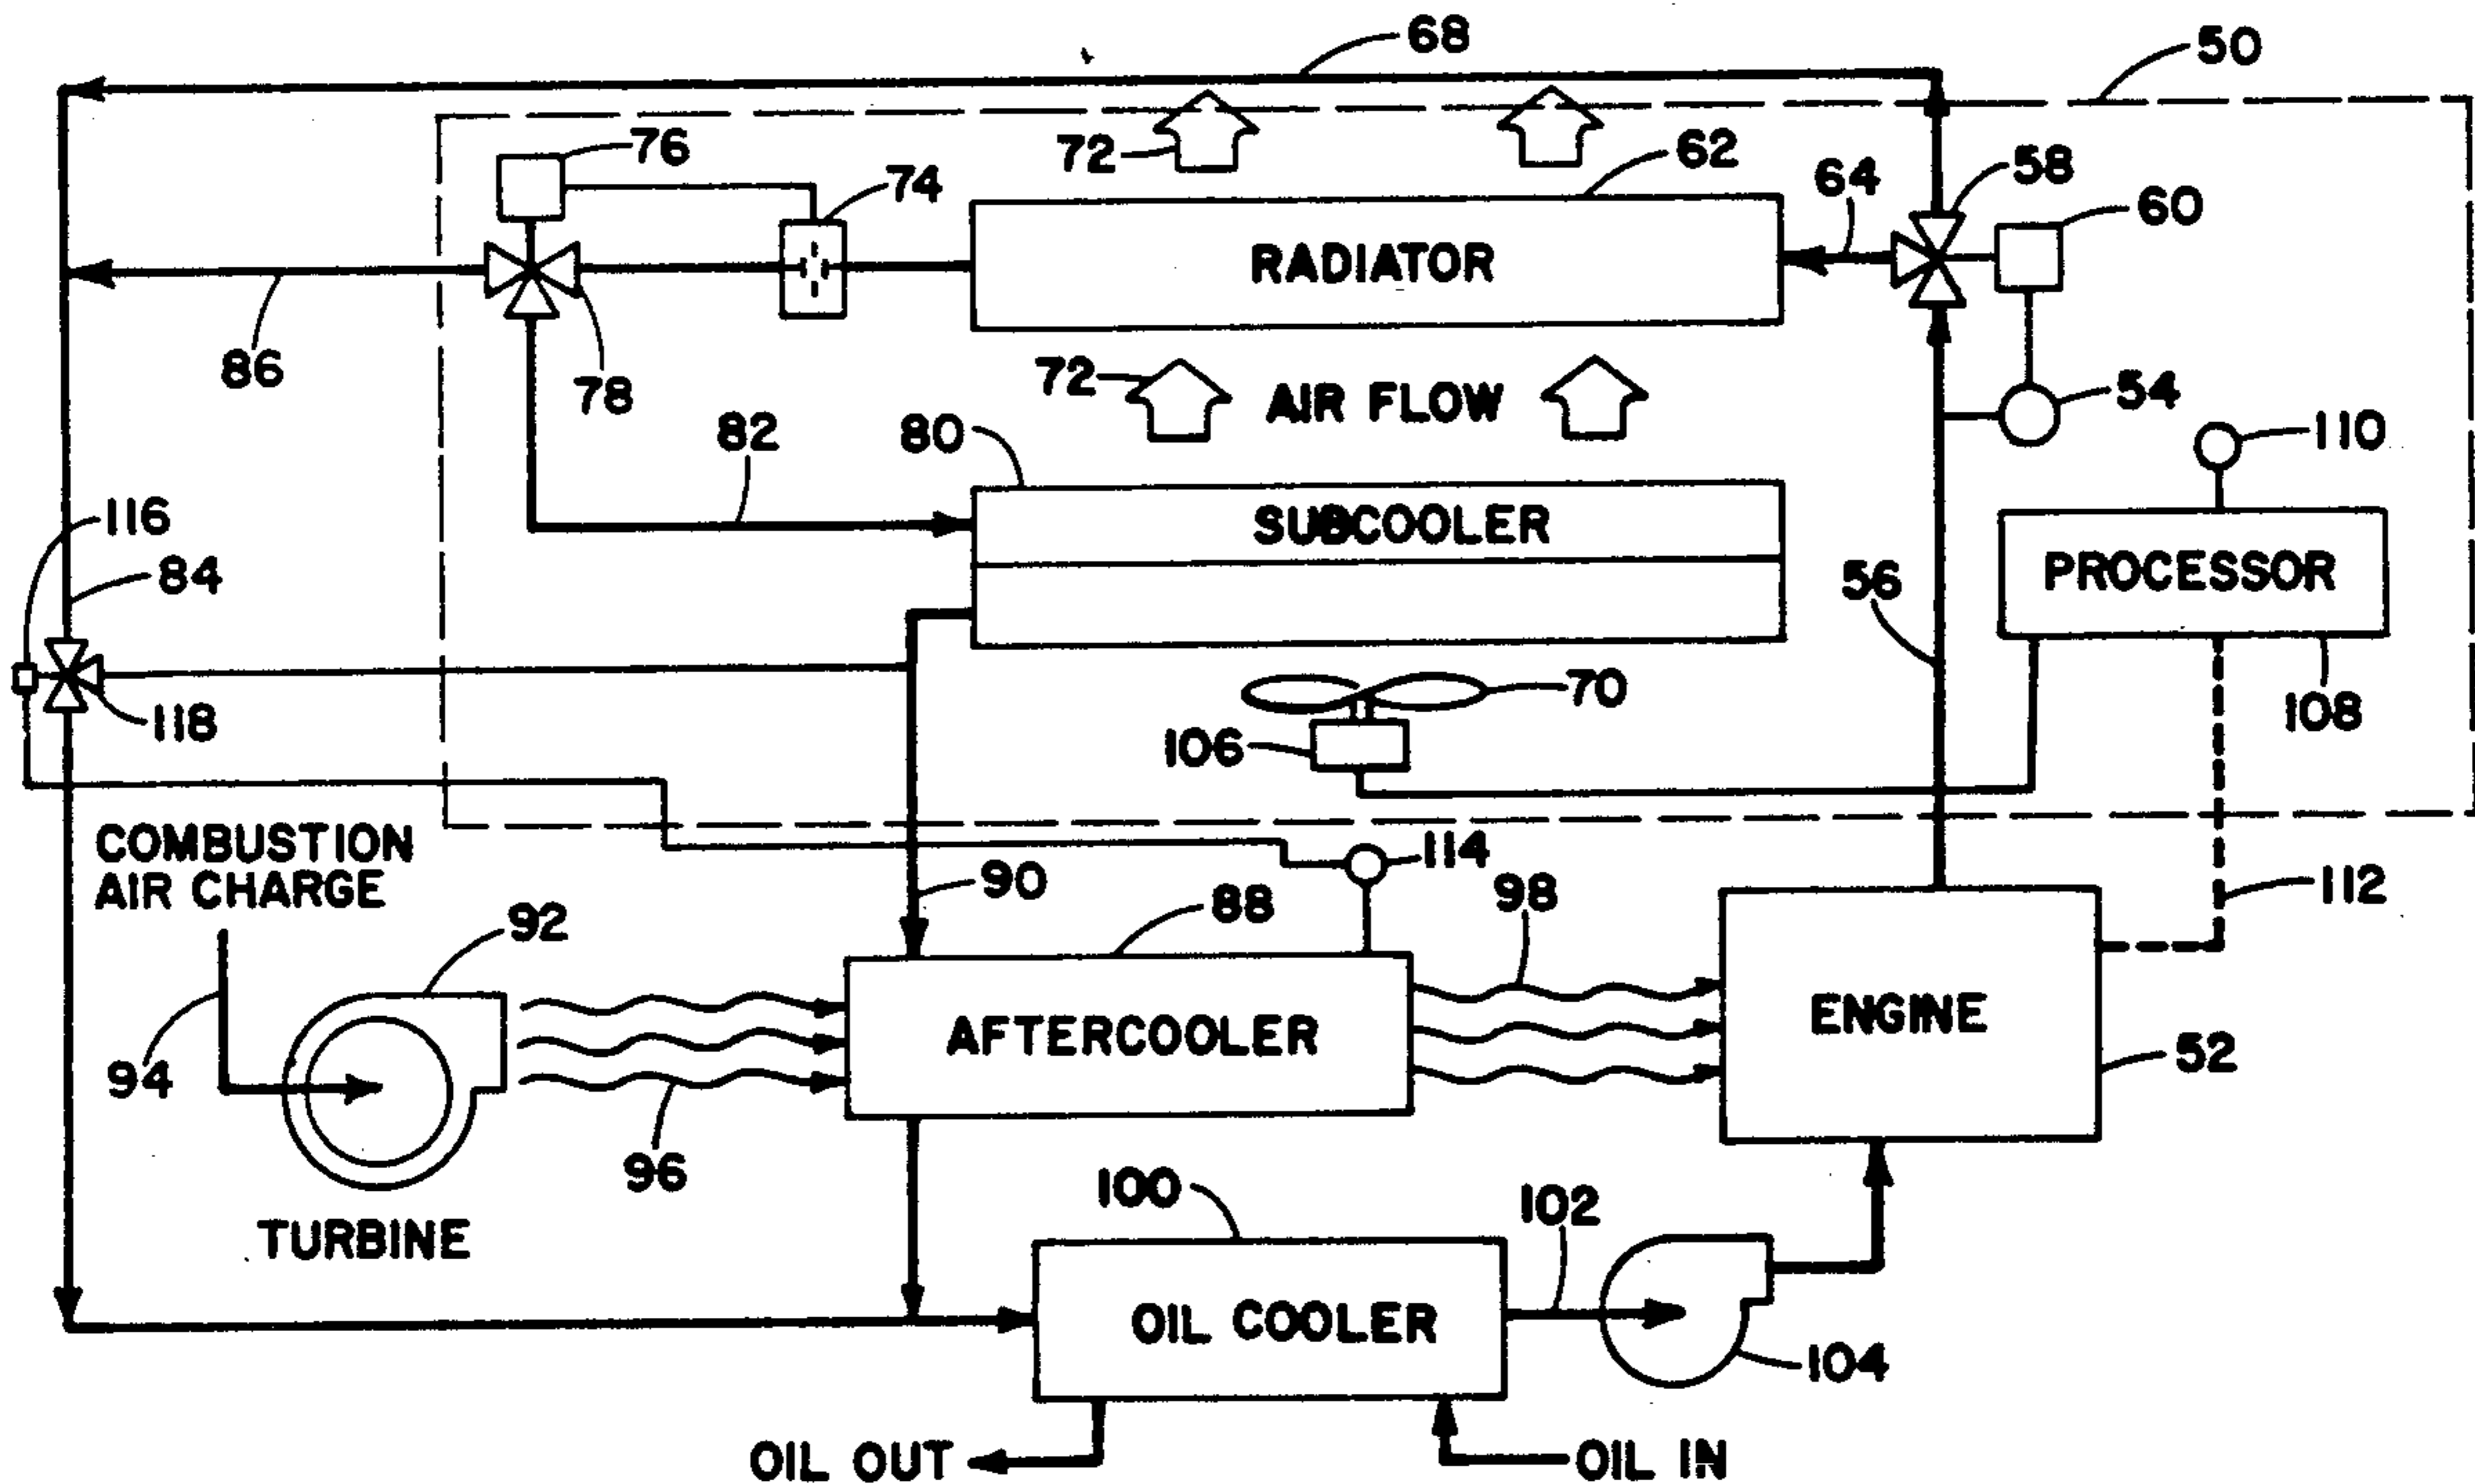 68
50
76
72
62
58
74
64
60
RADIATOR
86
78
72
AIR FLOW
54
82
80
110
116
SUBCOOLER
84
56
PROCESSOR
70
118
106
108
COMBUSTION
AIR CHARGE
114
90
98
112
92
88
AFTERCOOLER
ENGINE
94
52
96
100
102
TURBINE
OIL COOLER
104
OIL OUT
OIL IN